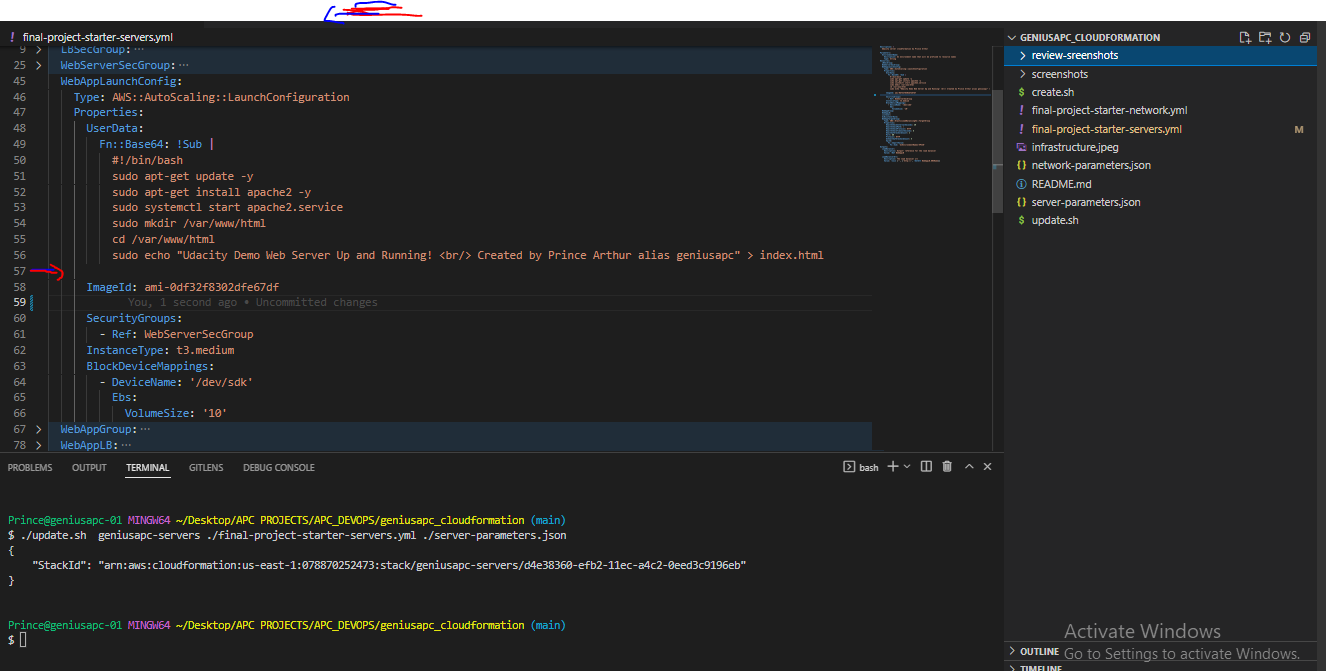 ! final-project-starter-servers.yml
9 > LBSecGroup: ...
25 > WebServerSecGroup: ...
45 WebAppLaunchConfig:
46 Type: AWS::AutoScaling::LaunchConfiguration
47 Properties:
48 UserData:
49 Fn::Base64: !Sub |
50 #!/bin/bash
51 sudo apt-get update -y
52 sudo apt-get install apache2 -y
53 sudo systemctl start apache2.service
54 sudo mkdir /var/www/html
55 cd /var/www/html
56 sudo echo "Udacity Demo Web Server Up and Running! <br/> Created by Prince Arthur alias geniusapc" > index.html
57
58 ImageId: ami-0df32f8302dfe67df
59 You, 1 second ago • Uncommitted changes
60 SecurityGroups:
61 - Ref: WebServerSecGroup
62 InstanceType: t3.medium
63 BlockDeviceMappings:
64 - DeviceName: '/dev/sdk'
65 Ebs:
66 VolumeSize: '10'
67 > WebAppGroup: ...
78 > WebAppLB: ...
PROBLEMS OUTPUT TERMINAL GITLENS DEBUG CONSOLE
bash
Prince@geniusapc-01 MINGW64 ~/Desktop/APC PROJECTS/APC_DEVOPS/geniusapc_cloudformation (main)
$ ./update.sh geniusapc-servers ./final-project-starter-servers.yml ./server-parameters.json
{
"StackId": "arn:aws:cloudformation:us-east-1:078870252473:stack/geniusapc-servers/d4e38360-efb2-11ec-a4c2-0eed3c9196eb"
}
Prince@geniusapc-01 MINGW64 ~/Desktop/APC PROJECTS/APC_DEVOPS/geniusapc_cloudformation (main)
$
GENIUSAPC_CLOUDFORMATION
> review-sreenshots
> screenshots
$ create.sh
! final-project-starter-network.yml
! final-project-starter-servers.yml M
infrastructure.jpeg
{} network-parameters.json
README.md
{} server-parameters.json
$ update.sh
Activate Windows
> OUTLINE Go to Settings to activate Windows.
> TIMELINE